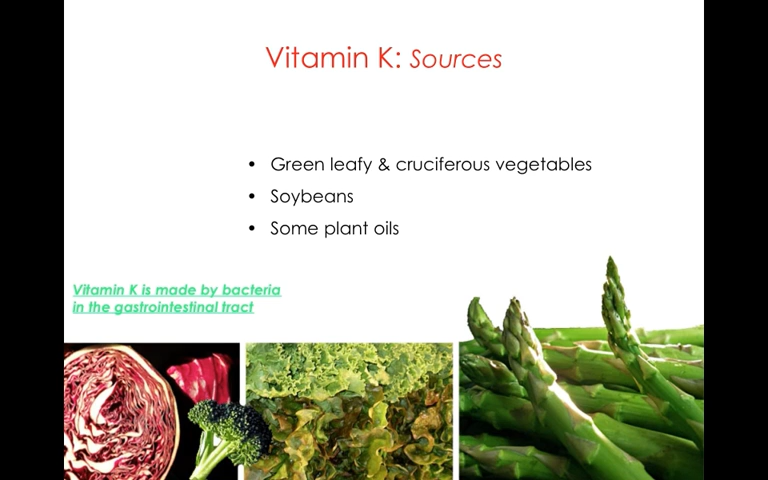 Vitamin K: Sources
• Green leafy & cruciferous vegetables
• Soybeans
• Some plant oils
Vitamin K is made by bacteria
in the gastrointestinal tract